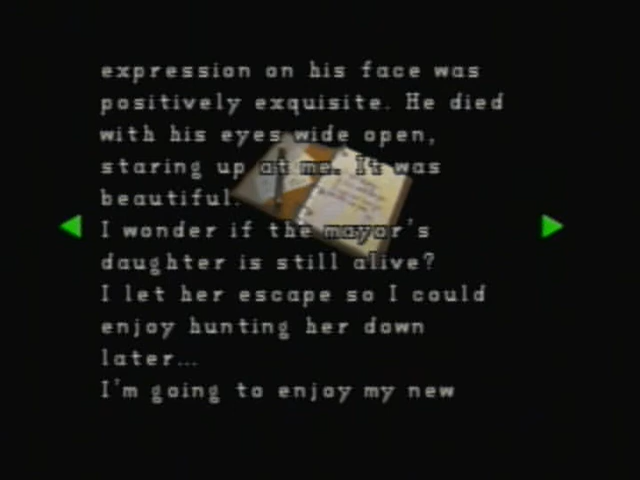 expression on his face was
positively exquisite. He died
with his eyes wide open,
staring up at me. It was
beautiful.
I wonder if the mayor's
daughter is still alive?
I let her escape so I could
enjoy hunting her down
later...
I'm going to enjoy my new